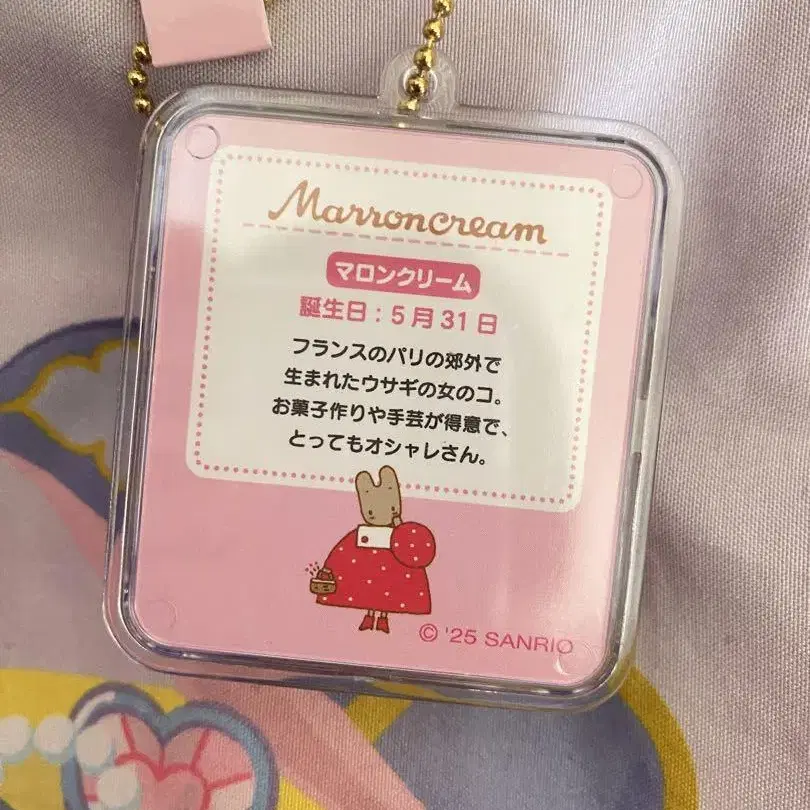 Marroncream
マロンクリーム
誕生日：5月31日
フランスのパリの郊外で
生まれたウサギの女のコ。
お菓子作りや手芸が得意で、
とってもオシャレさん。
© '25 SANRIO